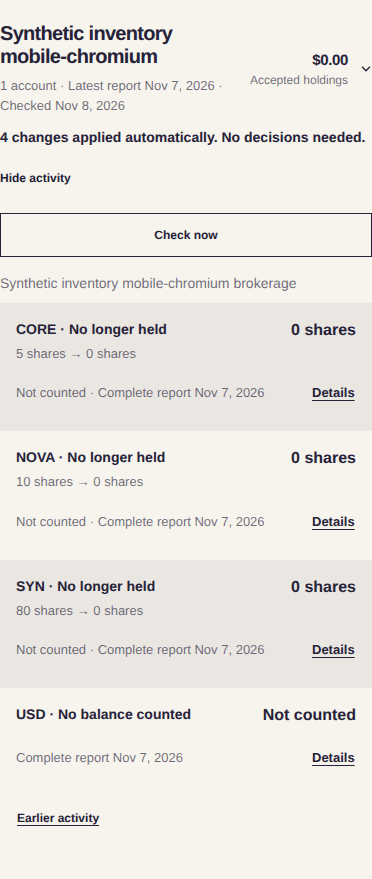 Synthetic inventory
mobile-chromium
$0.00
Accepted holdings
1 account · Latest report Nov 7, 2026 ·
Checked Nov 8, 2026
4 changes applied automatically. No decisions needed.
Hide activity
Check now
Synthetic inventory mobile-chromium brokerage
CORE · No longer held 0 shares
5 shares → 0 shares
Not counted · Complete report Nov 7, 2026 Details
NOVA · No longer held 0 shares
10 shares → 0 shares
Not counted · Complete report Nov 7, 2026 Details
SYN · No longer held 0 shares
80 shares → 0 shares
Not counted · Complete report Nov 7, 2026 Details
USD · No balance counted Not counted
Complete report Nov 7, 2026 Details
Earlier activity